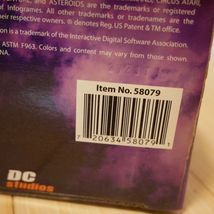 ENTURE, and ASTEROIDS are the trademarks or registered
of Infogrames. All other trademarks or tradenames are the
their respective owners. ® denotes Reg. US Patent & TM office.
on is a trademark of the Interactive Digital Software Association.
ASTM F963. Colors and content may vary from those shown.
NA.
Item No. 58079
7 20634 58079 1
DC
studios